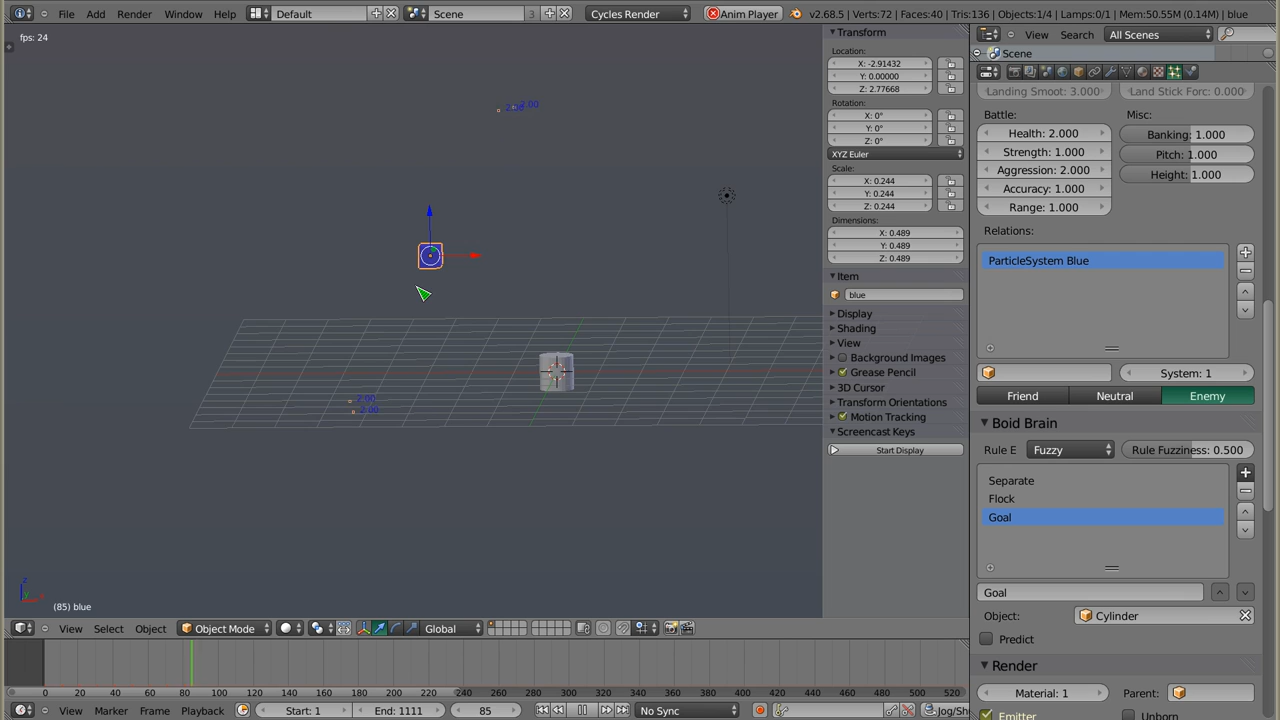 File Add Render Window Help Default Scene 3 Cycles Render Anim Player v2.68.5 | Verts:72 | Faces:40 | Tris:136 | Objects:1/4 | Lamps:0/1 | Mem:50.55M (0.14M) | blue
fps: 24
2.00
2.00
2.00
(85) blue
z
Transform
Location:
X: -2.91432
Y: 0.00000
Z: 2.77668
Rotation:
X: 0°
Y: 0°
Z: 0°
XYZ Euler
Scale:
X: 0.244
Y: 0.244
Z: 0.244
Dimensions:
X: 0.489
Y: 0.489
Z: 0.489
Item
blue
Display
Shading
View
Background Images
Grease Pencil
3D Cursor
Transform Orientations
Motion Tracking
Screencast Keys
Start Display
View Search All Scenes
Scene
Landing Smoot: 3.000 Land Stick Forc: 0.000
Battle:
Health: 2.000
Strength: 1.000
Aggression: 2.000
Accuracy: 1.000
Range: 1.000
Misc:
Banking: 1.000
Pitch: 1.000
Height: 1.000
Relations:
ParticleSystem Blue
System: 1
Friend Neutral Enemy
Boid Brain
Rule E Fuzzy Rule Fuzziness: 0.500
Separate
Flock
Goal
Goal
Object: Cylinder
Predict
Render
Material: 1 Parent:
Emitter Unborn
View Select Object Object Mode Global
0 20 40 60 80 100 120 140 160 180 200 220 240 260 280 300 320 340 360 380 400 420 440 460 480 500 520
View Marker Frame Playback Start: 1 End: 1111 85 No Sync Jog/Sh